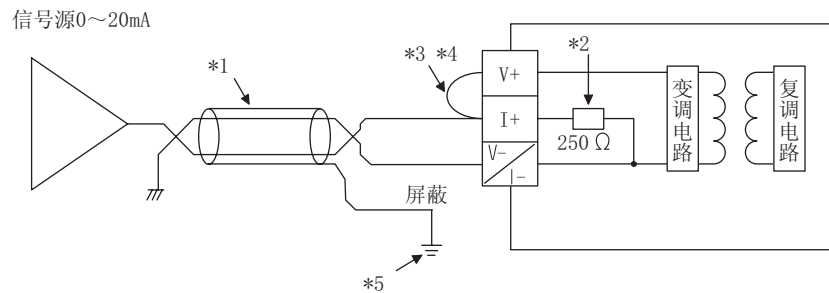 信号源0～20mA
*1
*3 *4
*2
V+
I+
V-
I-
250 Ω
变调电路
复调电路
屏蔽
*5